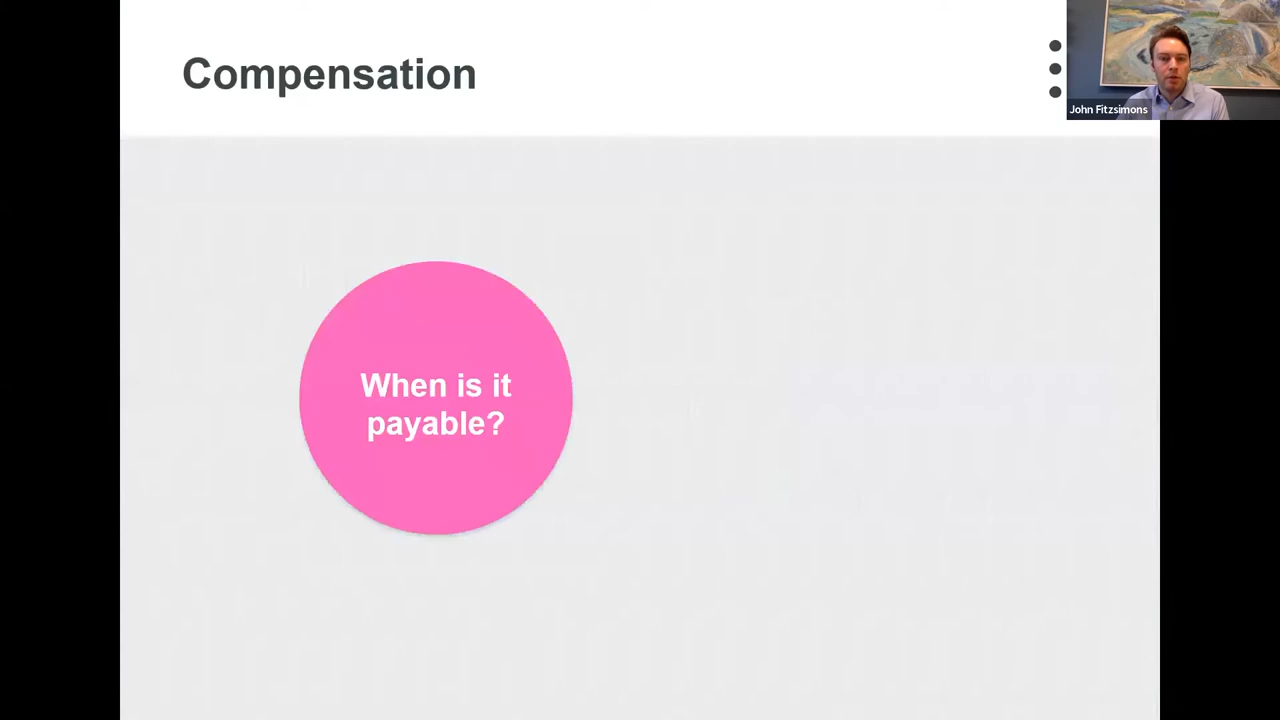 Compensation
John Fitzsimons
When is it
payable?